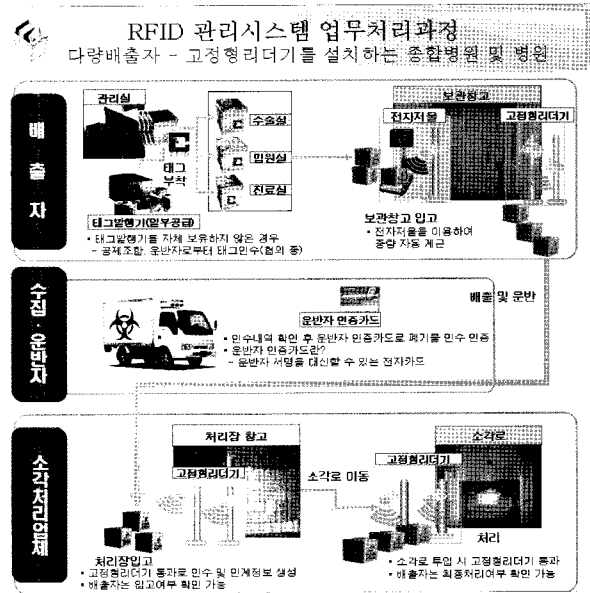 RFID 관리시스템 업무처리과정
다량배출자 - 고정형리더기를 설치하는 종합병원 및 병원
배출자
관리실
태그
부착
수술실
입원실
진료실
태그발행기(일부공급)
• 태그발행기를 자체 보유하지 않은 경우
- 공제조합, 운반자로부터 태그인수(협의 중)
보관창고
전자저울
고정형리더기
보관창고 입고
• 전자저울을 이용하여
중량 자동 계근
수집·운반자
배출 및 운반
운반자 인증카드
• 인수내역 확인 후 운반자 인증카드로 폐기물 인수 인증
• 운반자 인증카드란?
- 운반자 서명을 대신할 수 있는 전자카드
소각처리업체
처리장 창고
고정형리더기
처리장입고
• 고정형리더기 통과로 인수 및 인계정보 생성
• 배출자는 입고여부 확인 가능
소각로 이동
소각로
고정형리더기
처리
• 소각로 투입 시 고정형리더기 통과
• 배출자는 최종처리여부 확인 가능